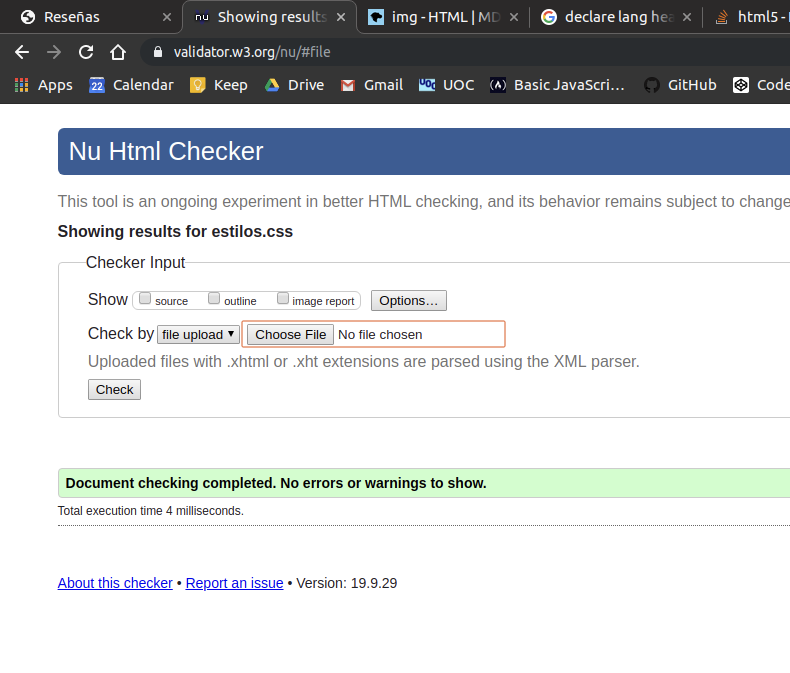 Reseñas
nu Showing results
img - HTML | MD
declare lang hea
html5 -
validator.w3.org/nu/#file
Apps
22 Calendar
Keep
Drive
Gmail
UOC UOC
(^) Basic JavaScri…
GitHub
Code
Nu Html Checker
This tool is an ongoing experiment in better HTML checking, and its behavior remains subject to change
Showing results for estilos.css
Checker Input
Show source outline image report Options…
Check by file upload ▼ Choose File No file chosen
Uploaded files with .xhtml or .xht extensions are parsed using the XML parser.
Check
Document checking completed. No errors or warnings to show.
Total execution time 4 milliseconds.
About this checker • Report an issue • Version: 19.9.29